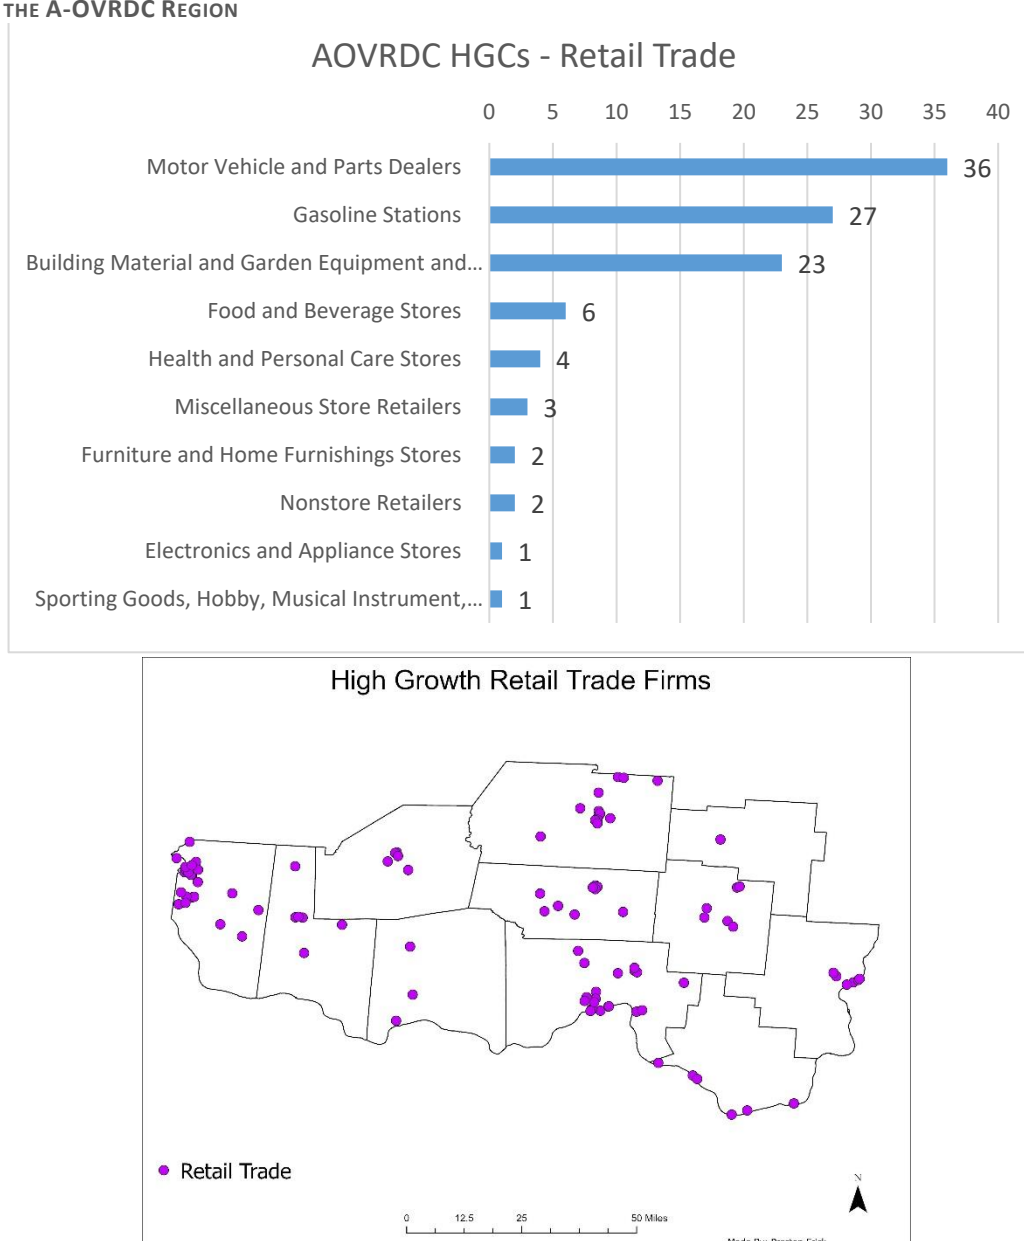 THE A-OVRDC REGION
AOVRDC HGCs - Retail Trade
0 5 10 15 20 25 30 35 40
Motor Vehicle and Parts Dealers 36
Gasoline Stations 27
Building Material and Garden Equipment and... 23
Food and Beverage Stores 6
Health and Personal Care Stores 4
Miscellaneous Store Retailers 3
Furniture and Home Furnishings Stores 2
Nonstore Retailers 2
Electronics and Appliance Stores 1
Sporting Goods, Hobby, Musical Instrument,... 1
High Growth Retail Trade Firms
Retail Trade
N
0 12.5 25 50 Miles
Made By: Preston